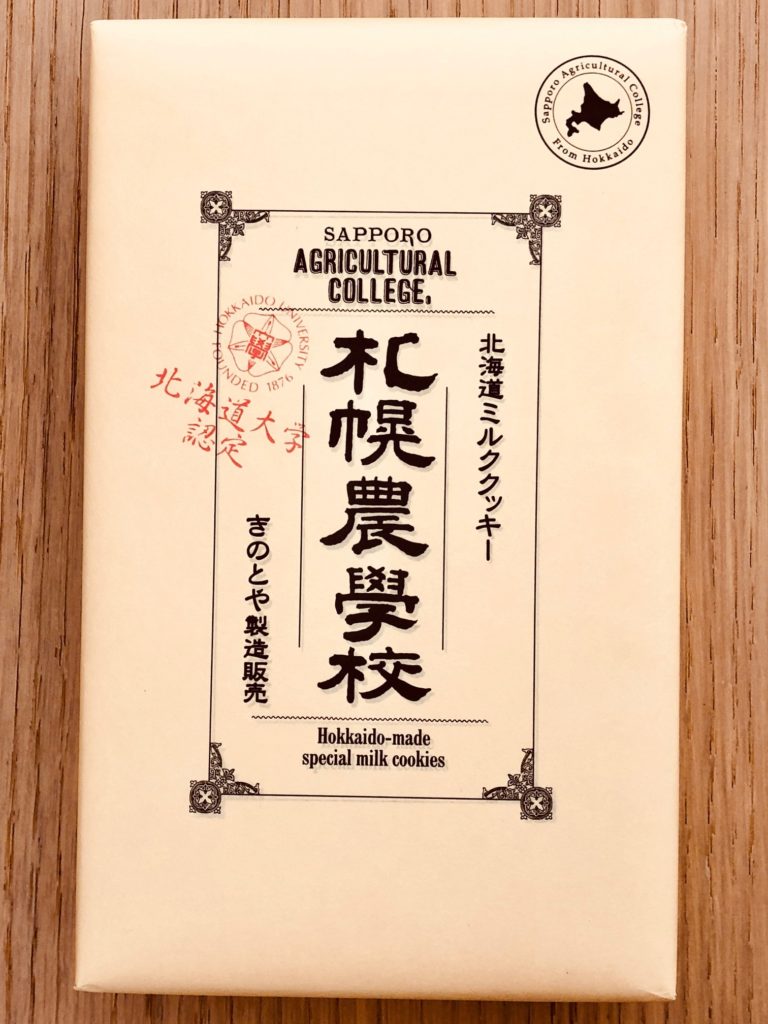 Sapporo Agricultural College
From Hokkaido
SAPPORO
AGRICULTURAL
COLLEGE.
北海道ミルククッキー
札幌農學校
HOKKAIDO UNIVERSITY
FOUNDED 1876
北海道大学
認定
きのとや製造販売
Hokkaido-made
special milk cookies